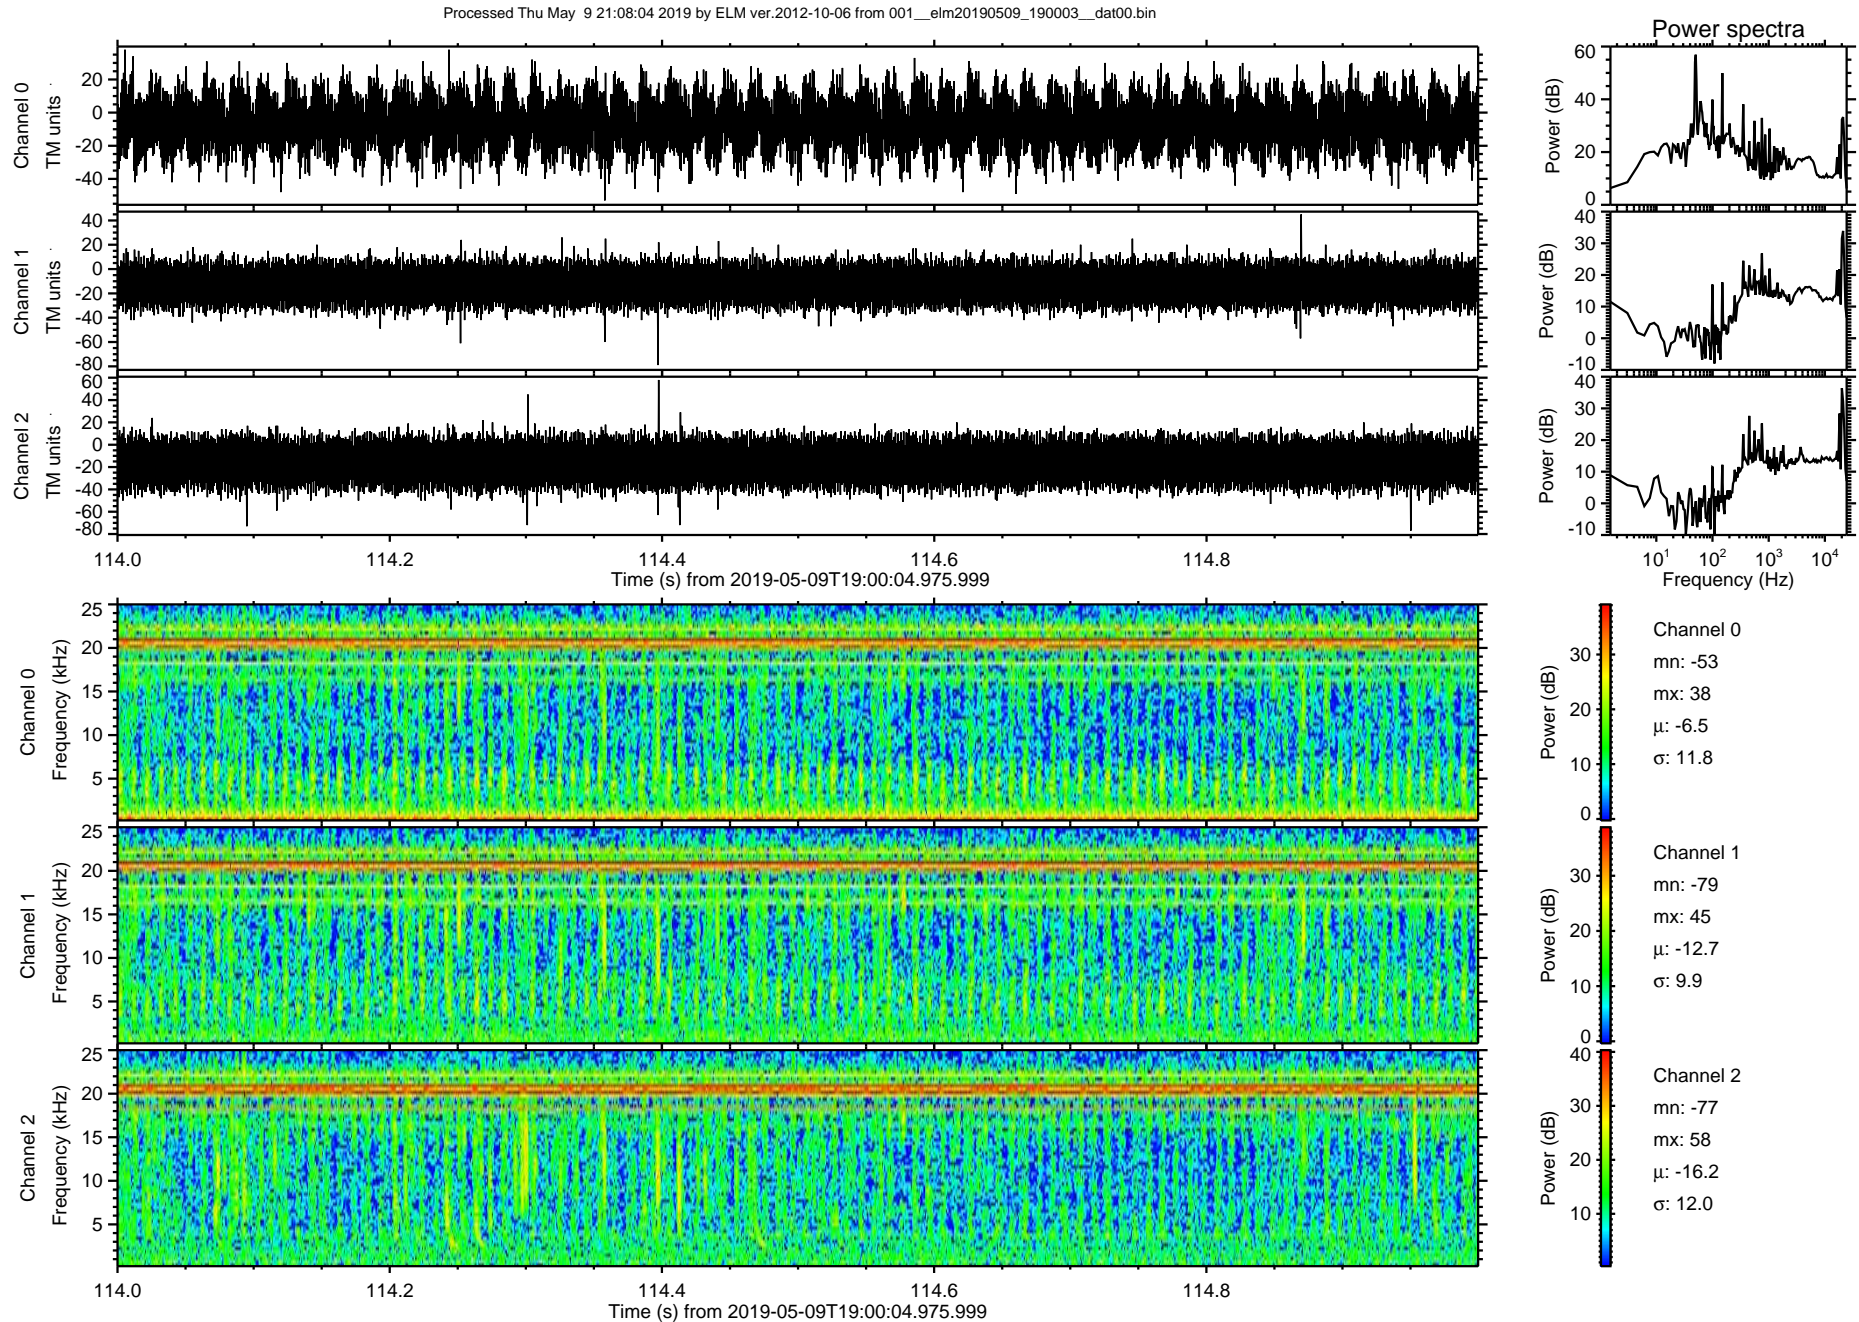 Processed Thu May  9 21:08:04 2019 by ELM ver.2012-10-06 from 001__elm20190509_190003__dat00.bin
Power spectra
Channel 0
TM units
20
0
-20
-40
Power (dB)
60
40
20
0
Channel 1
TM units
40
20
0
-20
-40
-60
-80
Power (dB)
40
30
20
10
0
-10
Channel 2
TM units
60
40
20
0
-20
-40
-60
-80
Power (dB)
40
30
20
10
0
-10
114.0 114.2 114.4 114.6 114.8
Time (s) from 2019-05-09T19:00:04.975.999
10^1 10^2 10^3 10^4
Frequency (Hz)
Channel 0
Frequency (kHz)
25
20
15
10
5
Power (dB)
30
20
10
0
Channel 0
mn: -53
mx: 38
μ: -6.5
σ: 11.8
Channel 1
Frequency (kHz)
25
20
15
10
5
Power (dB)
30
20
10
0
Channel 1
mn: -79
mx: 45
μ: -12.7
σ: 9.9
Channel 2
Frequency (kHz)
25
20
15
10
5
Power (dB)
40
30
20
10
Channel 2
mn: -77
mx: 58
μ: -16.2
σ: 12.0
114.0 114.2 114.4 114.6 114.8
Time (s) from 2019-05-09T19:00:04.975.999